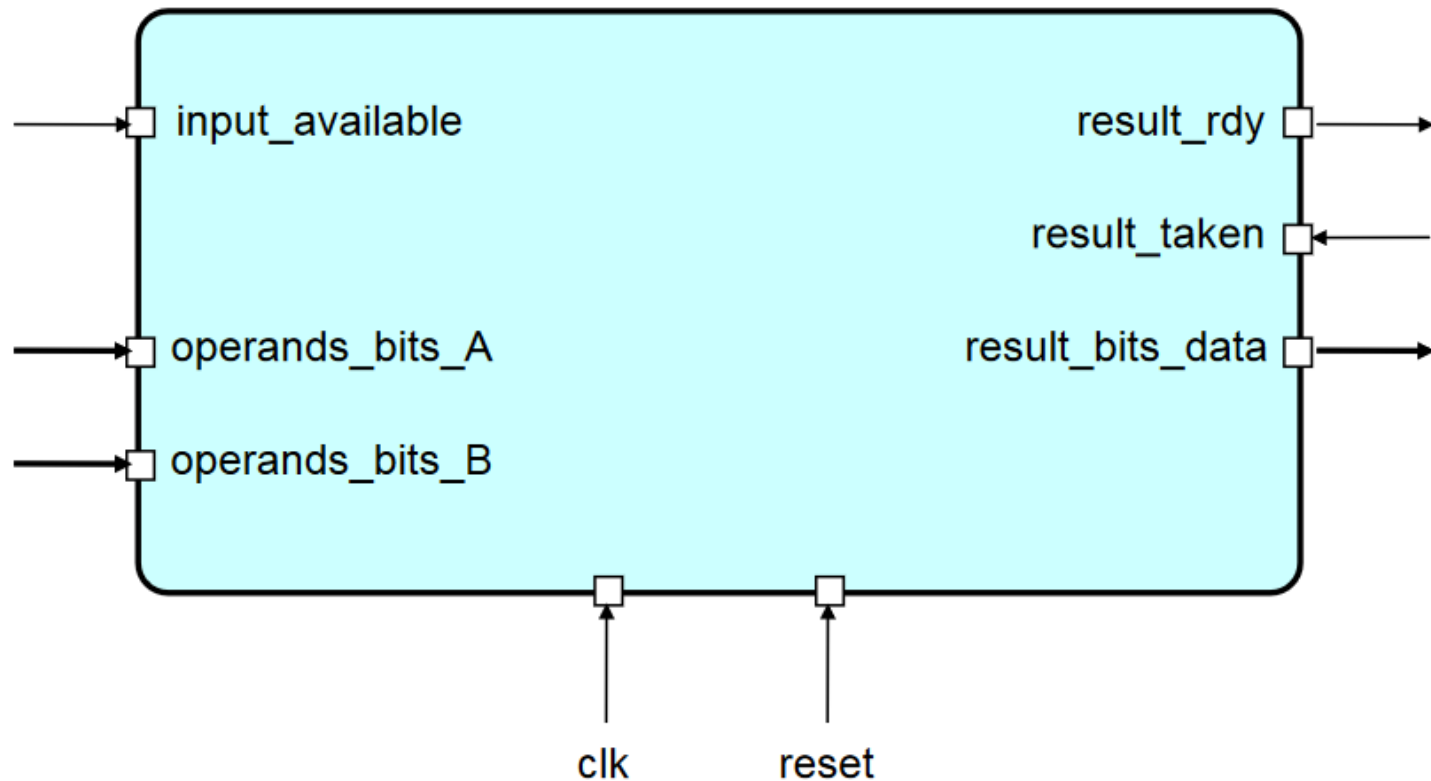 input_available
result_rdy
result_taken
operands_bits_A
result_bits_data
operands_bits_B
clk
reset